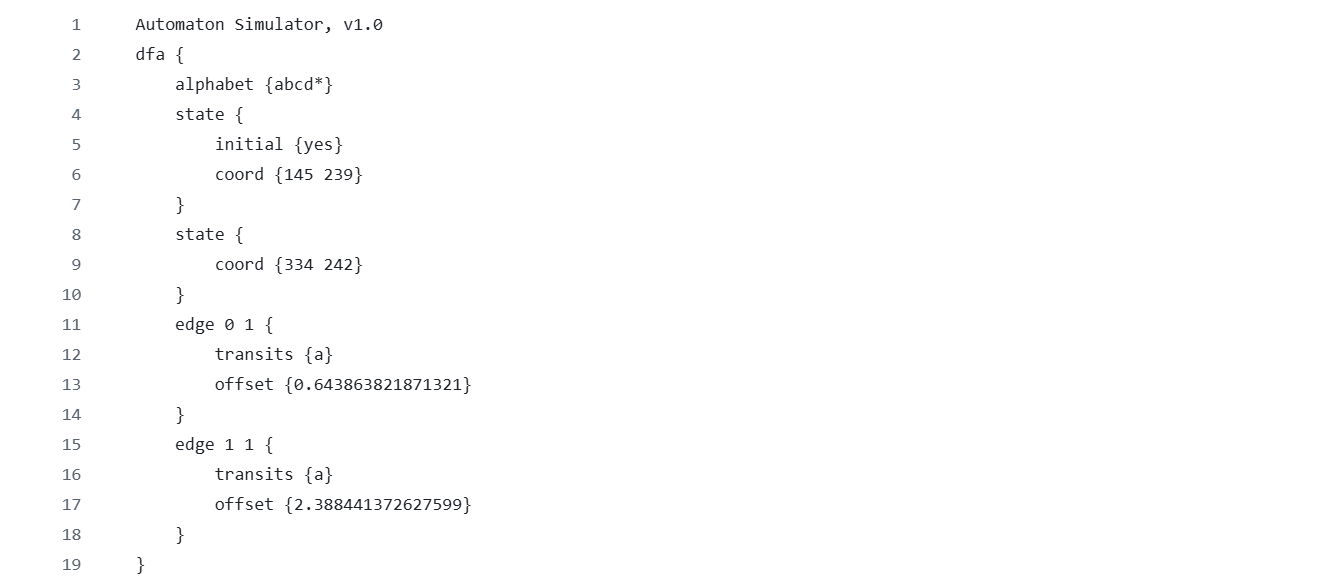 1 Automaton Simulator, v1.0
2 dfa {
3 alphabet {abcd*}
4 state {
5 initial {yes}
6 coord {145 239}
7 }
8 state {
9 coord {334 242}
10 }
11 edge 0 1 {
12 transits {a}
13 offset {0.643863821871321}
14 }
15 edge 1 1 {
16 transits {a}
17 offset {2.388441372627599}
18 }
19 }